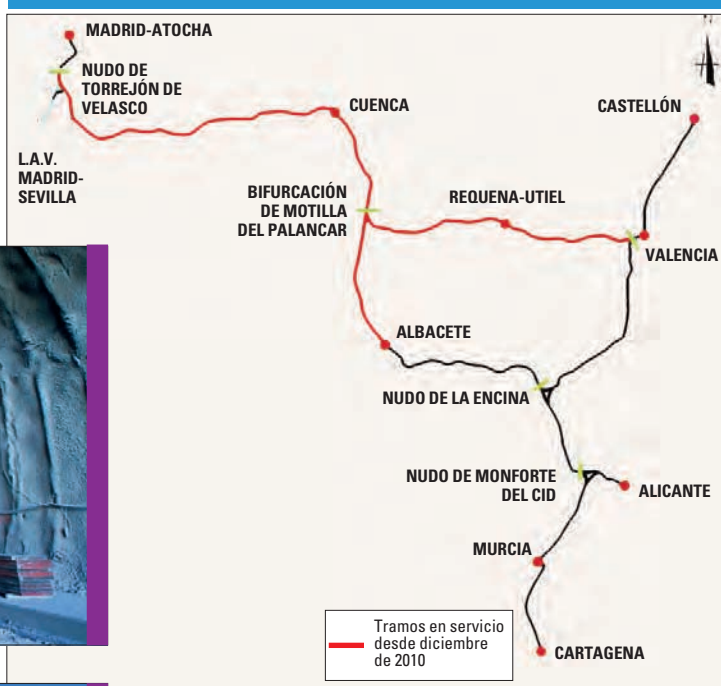 MADRID-ATOCHA
NUDO DE
TORREJÓN DE
VELASCO
CUENCA
CASTELLÓN
L.A.V.
MADRID-
SEVILLA
BIFURCACIÓN
DE MOTILLA
DEL PALANCAR
REQUENA-UTIEL
VALENCIA
ALBACETE
NUDO DE LA ENCINA
NUDO DE MONFORTE
DEL CID
ALICANTE
MURCIA
Tramos en servicio
desde diciembre
de 2010
CARTAGENA